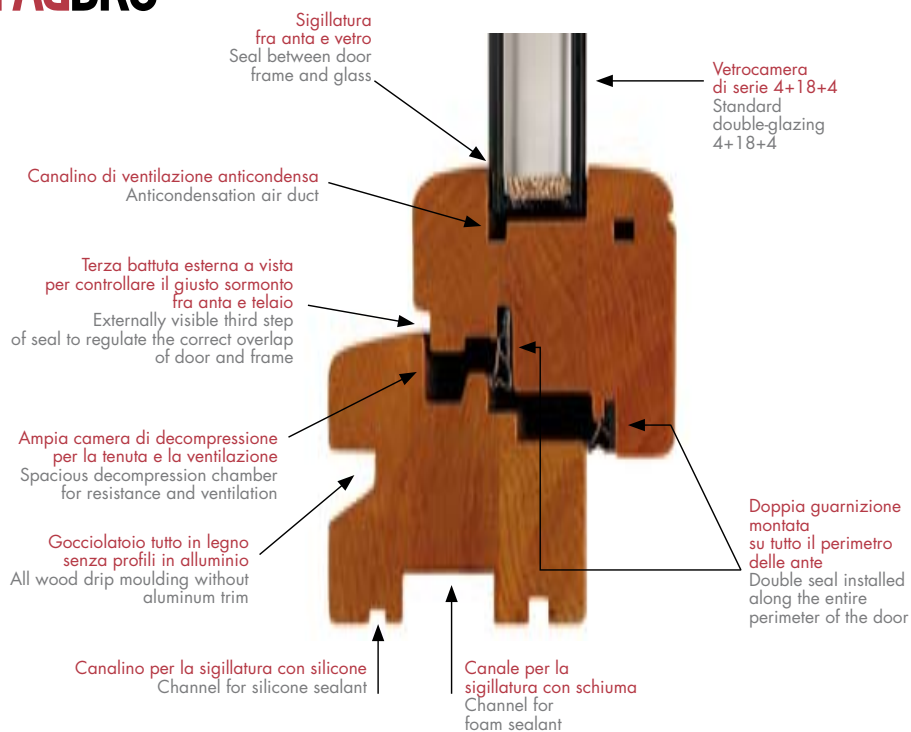 Sigillatura
fra anta e vetro
Seal between door
frame and glass
Vetrocamera
di serie 4+18+4
Standard
double-glazing
4+18+4
Canalino di ventilazione anticondensa
Anticondensation air duct
Terza battuta esterna a vista
per controllare il giusto sormonto
fra anta e telaio
Externally visible third step
of seal to regulate the correct overlap
of door and frame
Ampia camera di decompressione
per la tenuta e la ventilazione
Spacious decompression chamber
for resistance and ventilation
Gocciolatoio tutto in legno
senza profili in alluminio
All wood drip moulding without
aluminum trim
Doppia guarnizione
montata
su tutto il perimetro
delle ante
Double seal installed
along the entire
perimeter of the door
Canalino per la sigillatura con silicone
Channel for silicone sealant
Canale per la
sigillatura con schiuma
Channel for
foam sealant